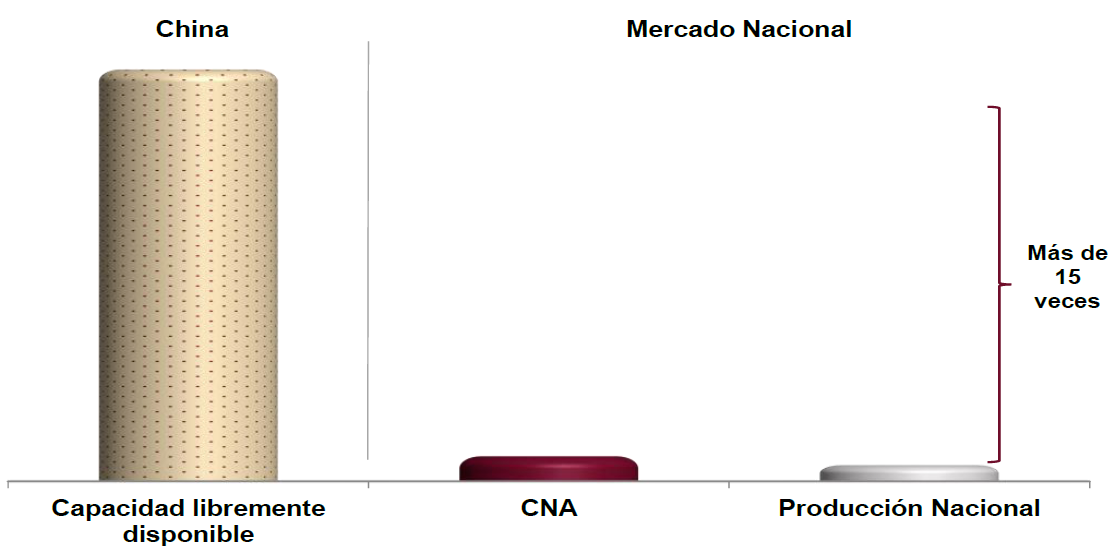 China
Mercado Nacional
Más de
15
veces
Capacidad libremente
disponible
CNA
Producción Nacional